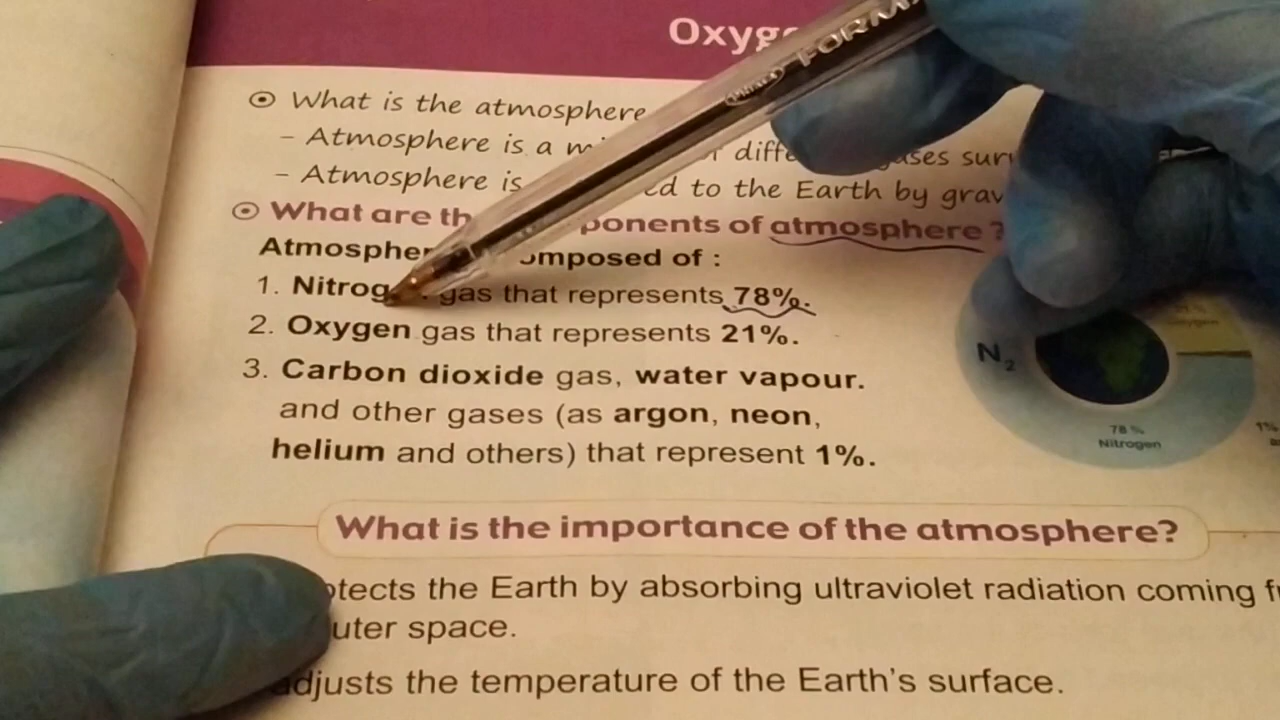 Oxyg
What is the atmosphere
- Atmosphere is a m diffe ses sur
- Atmosphere is ed to the Earth by grav
What are th ponents of atmosphere ?
Atmospher omposed of :
1. Nitrog gas that represents 78%.
2. Oxygen gas that represents 21%.
3. Carbon dioxide gas, water vapour.
and other gases (as argon, neon,
helium and others) that represent 1%.
N2
78 %
Nitrogen
1%
What is the importance of the atmosphere?
otects the Earth by absorbing ultraviolet radiation coming f
uter space.
adjusts the temperature of the Earth's surface.